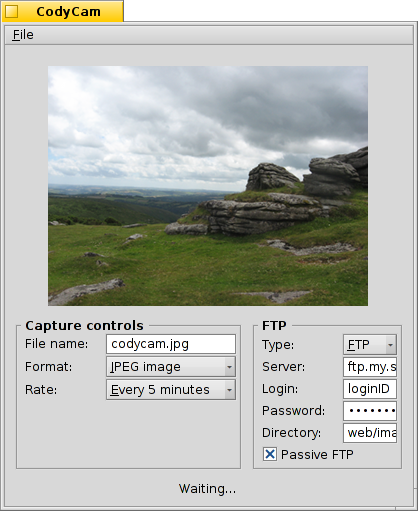 CodyCam
File
Capture controls
File name: codycam.jpg
Format: JPEG image
Rate: Every 5 minutes
FTP
Type: FTP
Server: ftp.my.s
Login: loginID
Password: •••••••
Directory: web/ima
Passive FTP
Waiting...